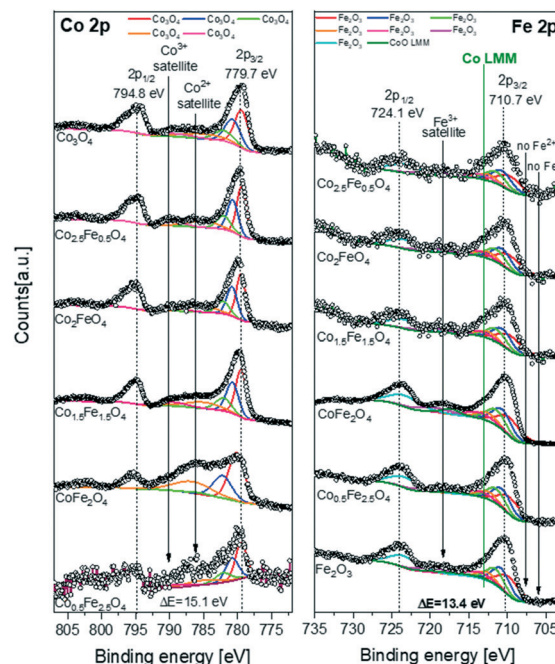 Co 2p
Co₃O₄ Co₃O₄ Co₃O₄
Co₃O₄ Co₃O₄
Co³⁺
satellite
Co²⁺
satellite
2p₁/₂
794.8 eV
2p₃/₂
779.7 eV
Co₃O₄
Co₂.₅Fe₀.₅O₄
Co₂FeO₄
Co₁.₅Fe₁.₅O₄
CoFe₂O₄
Co₀.₅Fe₂.₅O₄
ΔE=15.1 eV
Counts[a.u.]
805 800 795 790 785 780 775
Binding energy [eV]
Fe 2p
Fe₂O₃ Fe₂O₃ Fe₂O₃
Fe₂O₃ Fe₂O₃ Fe₂O₃
Fe₂O₃ CoO LMM
Co LMM
2p₁/₂
724.1 eV
Fe³⁺
satellite
2p₃/₂
710.7 eV
no Fe²⁺
no Fe
Co₂.₅Fe₀.₅O₄
Co₂FeO₄
Co₁.₅Fe₁.₅O₄
CoFe₂O₄
Co₀.₅Fe₂.₅O₄
Fe₂O₃
ΔE=13.4 eV
735 730 725 720 715 710 705
Binding energy [eV]